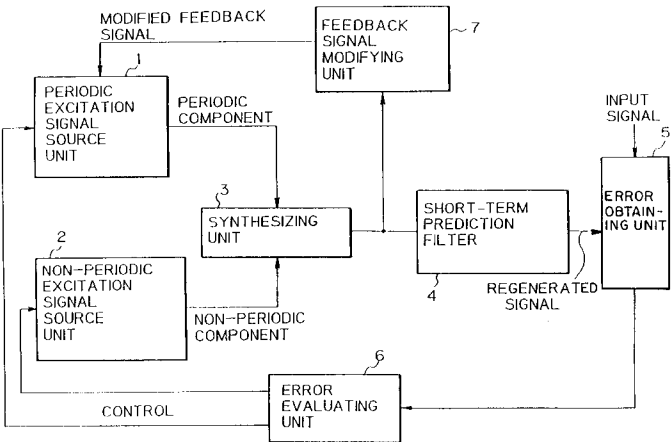 MODIFIED FEEDBACK
SIGNAL
FEEDBACK
SIGNAL
MODIFYING
UNIT
7
1
PERIODIC
EXCITATION
SIGNAL
SOURCE
UNIT
PERIODIC
COMPONENT
INPUT
SIGNAL
5
3
SYNTHESIZING
UNIT
SHORT-TERM
PREDICTION
FILTER
4
ERROR
OBTAIN-
ING UNIT
REGENERATED
SIGNAL
2
NON-PERIODIC
EXCITATION
SIGNAL
SOURCE
UNIT
NON-PERIODIC
COMPONENT
6
ERROR
EVALUATING
UNIT
CONTROL